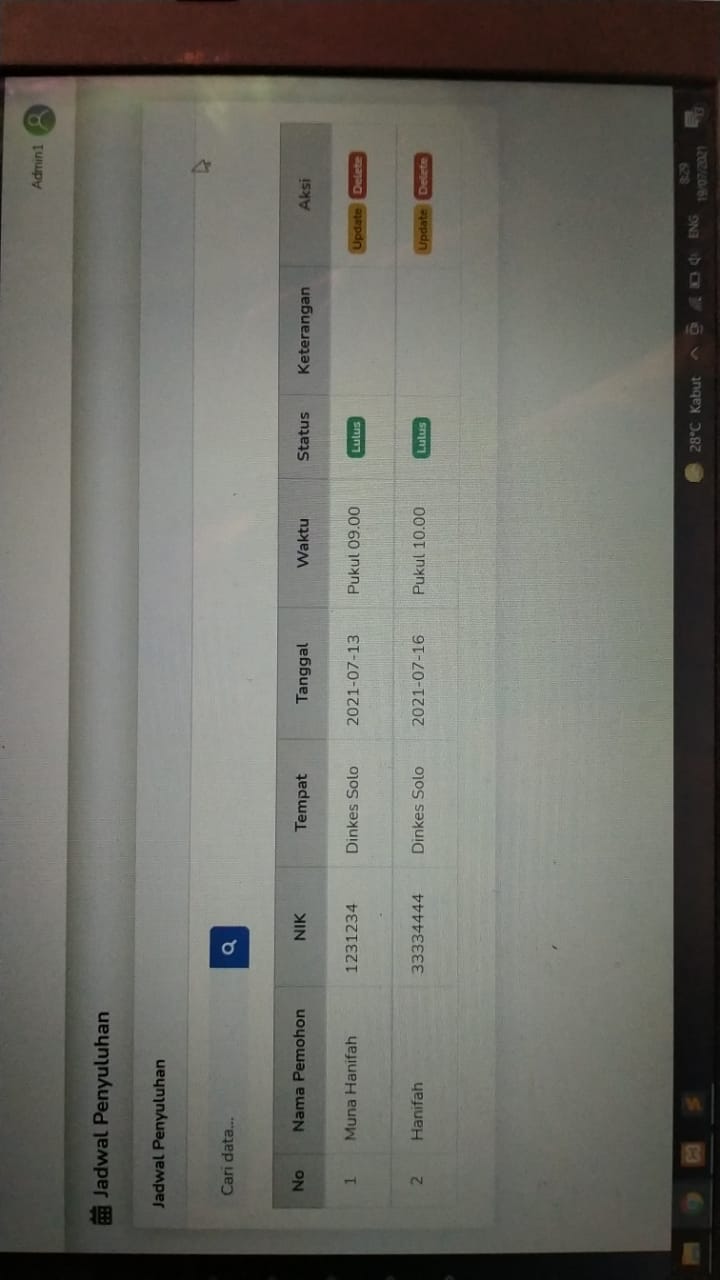 Admin1
Jadwal Penyuluhan
Jadwal Penyuluhan
Cari data...
No Nama Pemohon NIK Tempat Tanggal Waktu Status Keterangan Aksi
1 Muna Hanifah 1231234 Dinkes Solo 2021-07-13 Pukul 09.00 Lulus Update Delete
2 Hanifah 33334444 Dinkes Solo 2021-07-16 Pukul 10.00 Lulus Update Delete
28°C Kabut ENG 8:29
19/07/2021